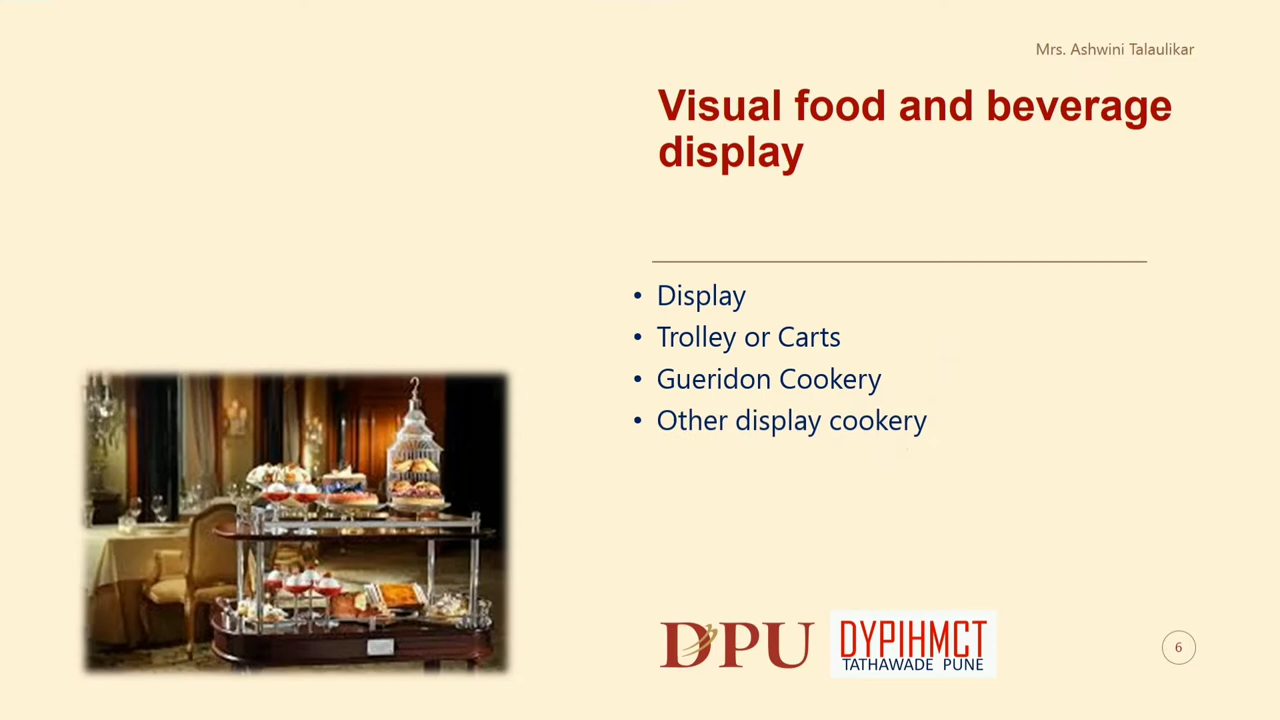 Mrs. Ashwini Talaulikar
Visual food and beverage
display
• Display
• Trolley or Carts
• Gueridon Cookery
• Other display cookery
DPU
DYPIHMCT
TATHAWADE PUNE
6